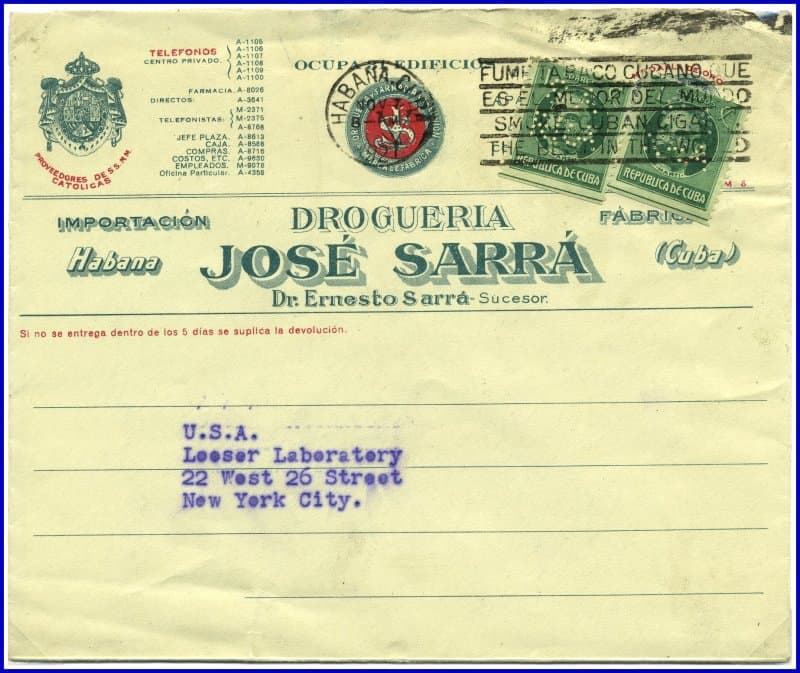 TELEFONOS
CENTRO PRIVADO.
A-1105
A-1106
A-1107
A-1108
A-1109
A-1100
FARMACIA. A-8026
DIRECTOS: A-3641
TELEFONISTAS:
M-2371
M-2375
A-8766
JEFE PLAZA. A-8613
CAJA. A-8588
COMPRAS. A-8716
COSTOS, ETC. A-9630
EMPLEADOS. M-9078
Oficina Particular. A-4358
PROVEEDORES DE S.S.M.M.
CATOLICAS
OCUPA EDIFICIO
HABANA, CUBA
FUME TABACO CUBANO QUE
ES EL MEJOR DEL MUNDO
SMOKE CUBAN CIGARS
THE BEST IN THE WORLD
REPUBLICA DE CUBA
REPUBLICA DE CUBA
IMPORTACIÓN
DROGUERIA
FÁBRICA
Habana
JOSÉ SARRÁ
(Cuba)
Dr. Ernesto Sarrá - Sucesor.
Si no se entrega dentro de los 5 días se suplica la devolución.
U.S.A.
Leeser Laboratory
22 West 26 Street
New York City.